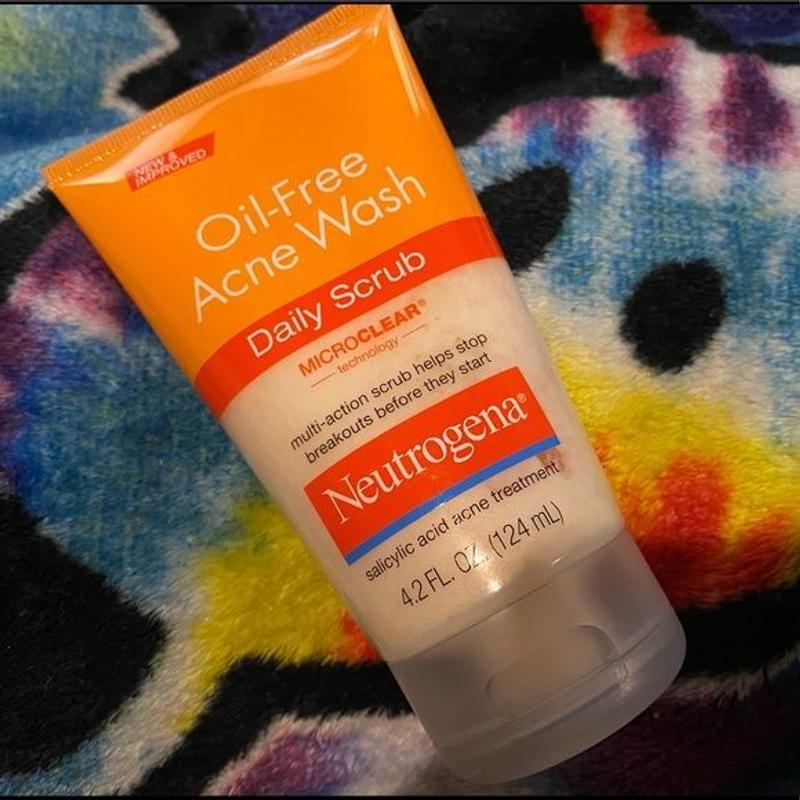 NEW &
IMPROVED
Oil-Free
Acne Wash
Daily Scrub
MICROCLEAR®
technology
multi-action scrub helps stop
breakouts before they start
Neutrogena®
salicylic acid acne treatment
4.2 FL. OZ. (124 mL)